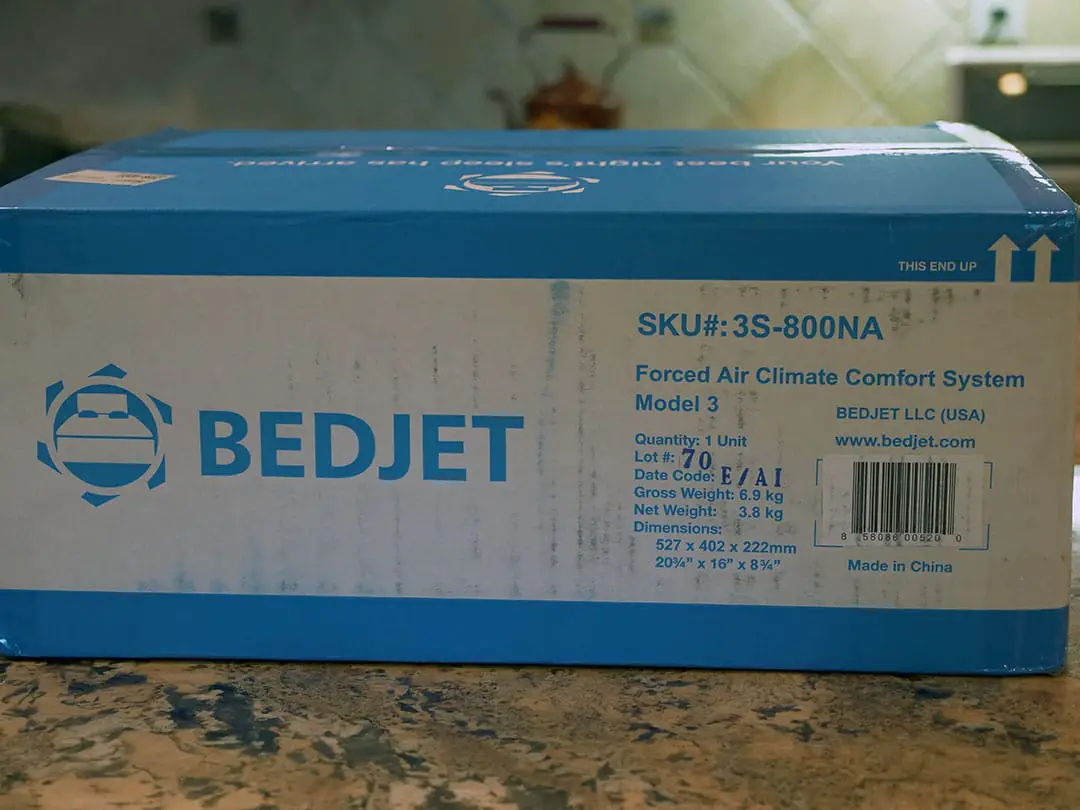 Your best night's sleep has arrived.
THIS END UP
SKU#: 3S-800NA
Forced Air Climate Comfort System
Model 3
BEDJET LLC (USA)
www.bedjet.com
BEDJET
Quantity: 1 Unit
Lot #: 70
Date Code: E/AI
Gross Weight: 6.9 kg
Net Weight: 3.8 kg
Dimensions:
527 x 402 x 222mm
20¾" x 16" x 8¾"
8 58086 00520 0
Made in China